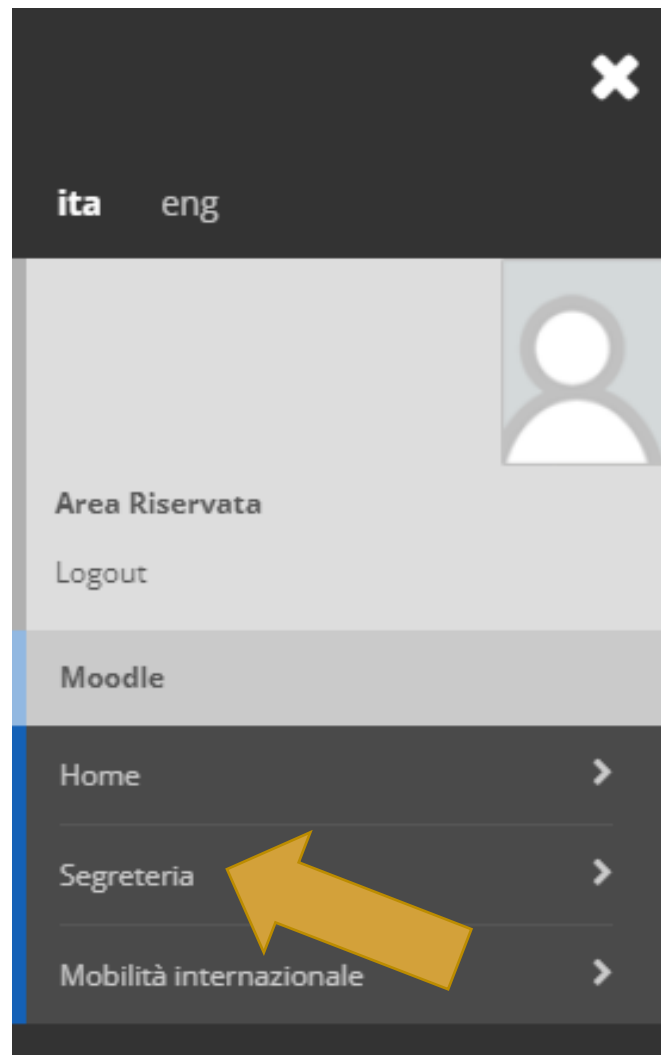 ita eng
Area Riservata
Logout
Moodle
Home
Segreteria
Mobilità internazionale